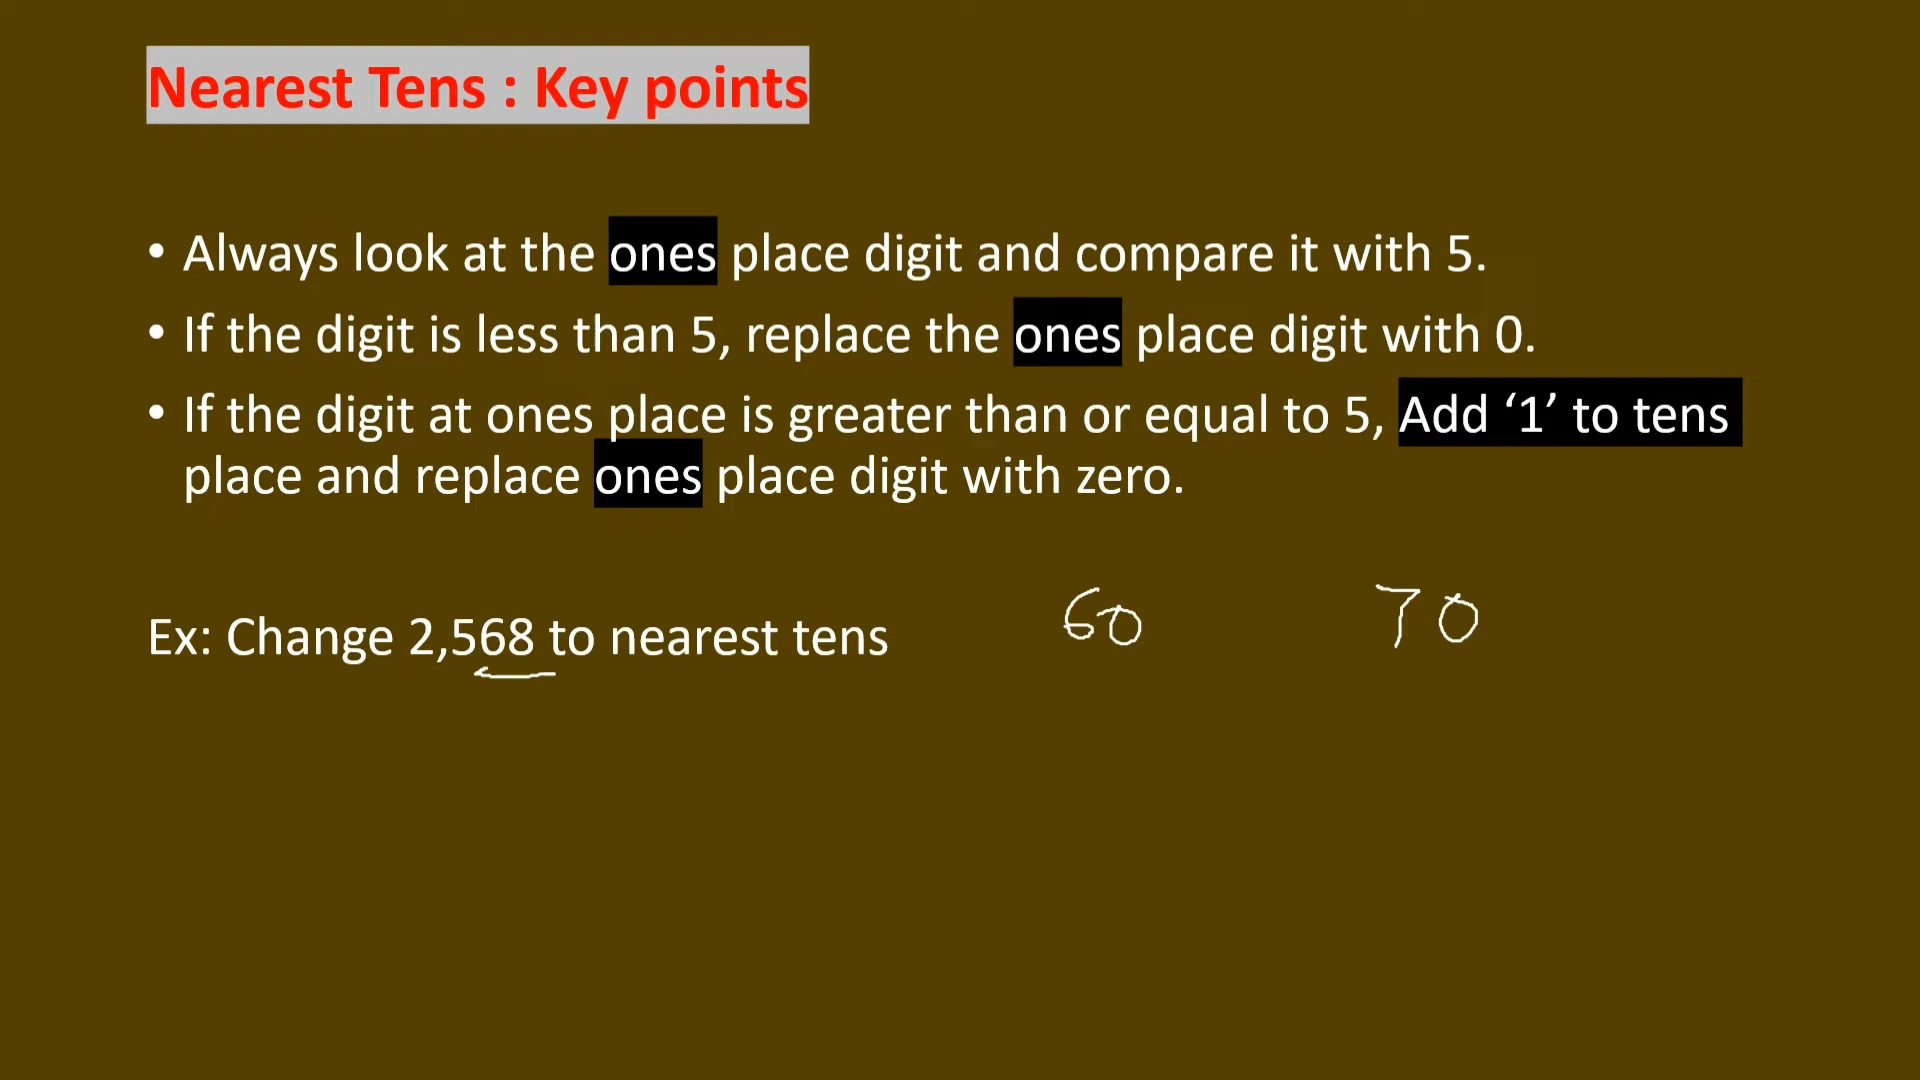 Nearest Tens : Key points
• Always look at the ones place digit and compare it with 5.
• If the digit is less than 5, replace the ones place digit with 0.
• If the digit at ones place is greater than or equal to 5, Add ‘1’ to tens
place and replace ones place digit with zero.
Ex: Change 2,568 to nearest tens 60 70